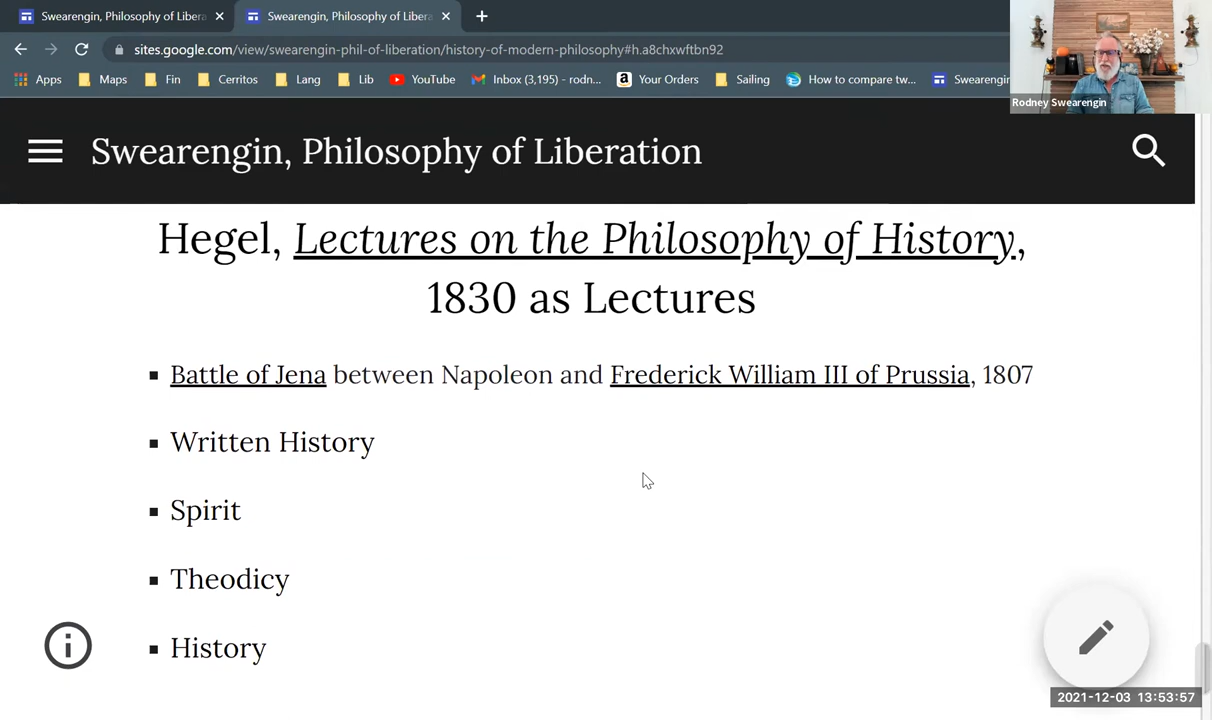 Swearengin, Philosophy of Libera
Swearengin, Philosophy of Libera
sites.google.com/view/swearengin-phil-of-liberation/history-of-modern-philosophy#h.a8chxwftbn92
Apps Maps Fin Cerritos Lang Lib YouTube Inbox (3,195) - rodn... Your Orders Sailing How to compare tw... Swearengin
Rodney Swearengin
Swearengin, Philosophy of Liberation
Hegel, Lectures on the Philosophy of History,
1830 as Lectures
▪ Battle of Jena between Napoleon and Frederick William III of Prussia, 1807
▪ Written History
▪ Spirit
▪ Theodicy
▪ History
2021-12-03 13:53:57